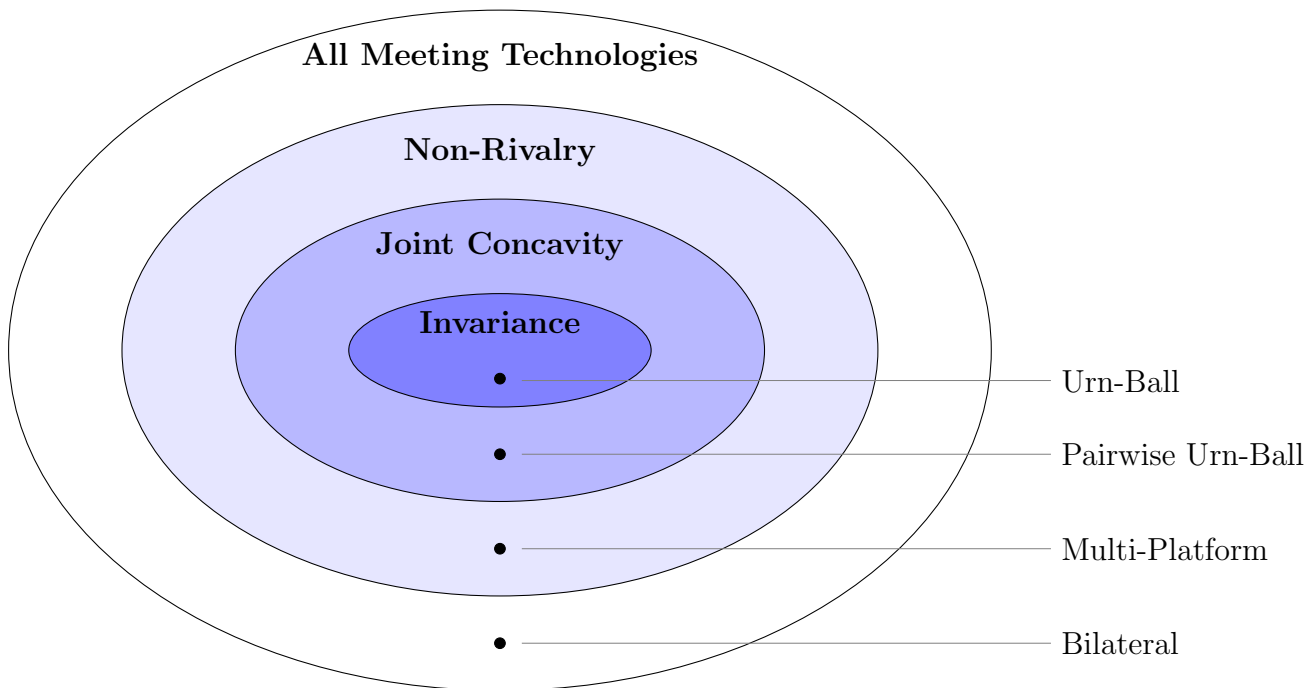 All Meeting Technologies
Non-Rivalry
Joint Concavity
Invariance
Urn-Ball
Pairwise Urn-Ball
Multi-Platform
Bilateral